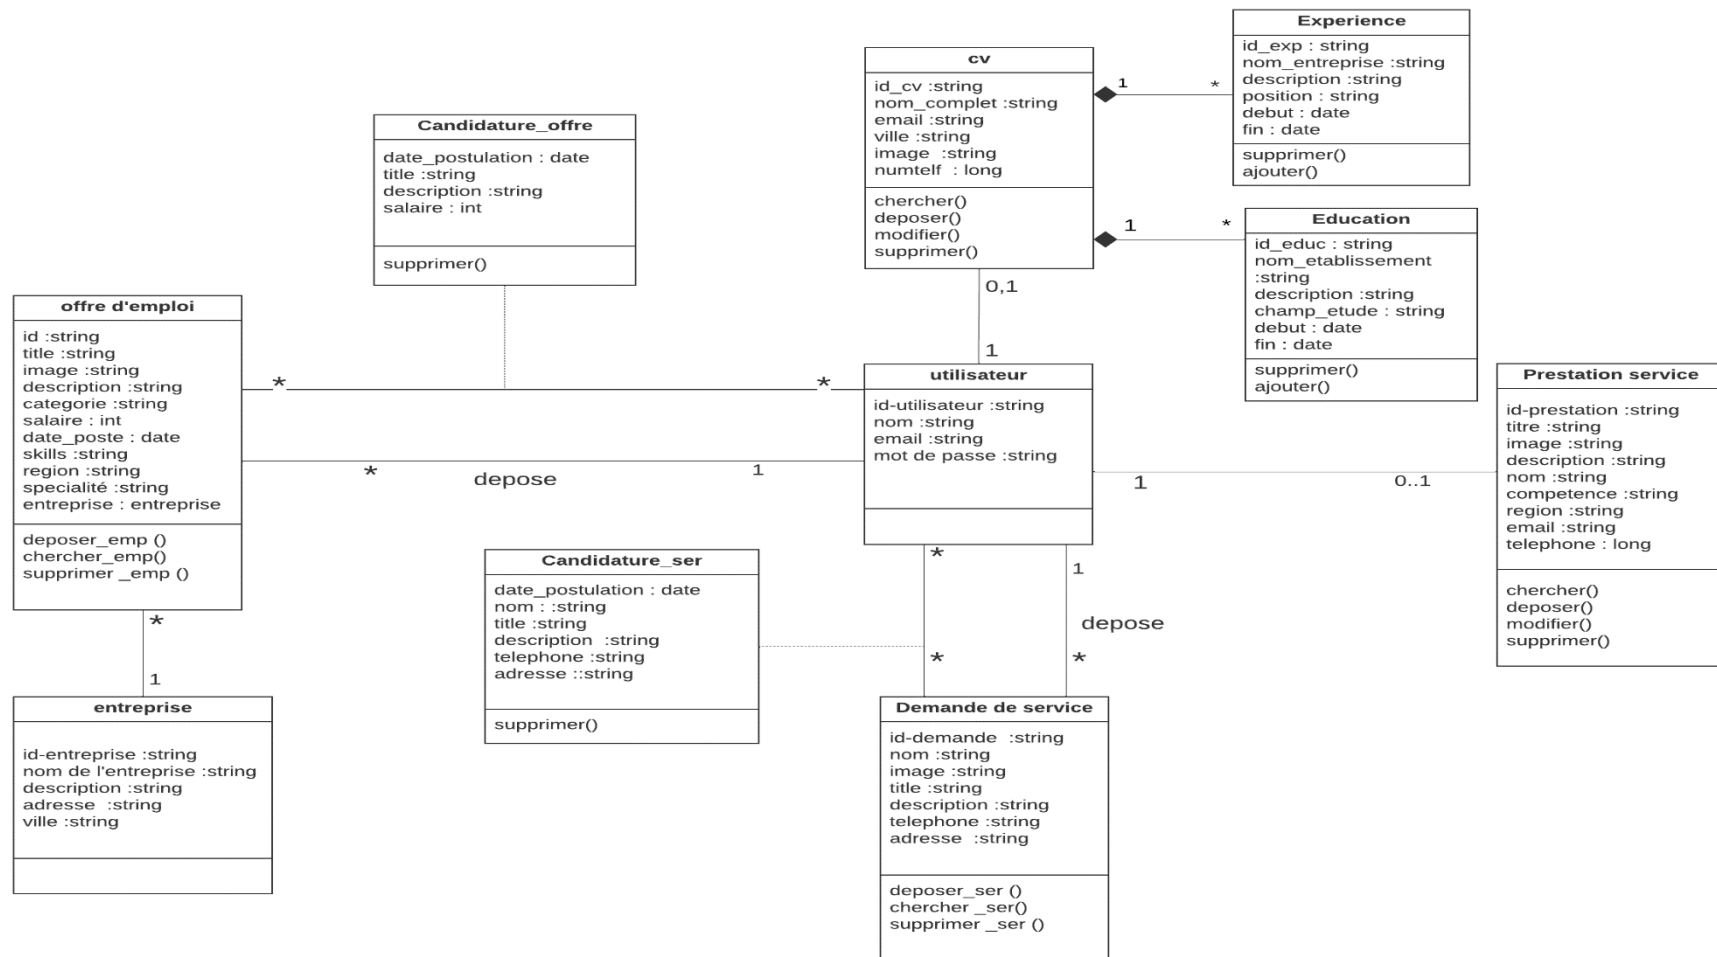 Experience
id_exp : string
nom_entreprise :string
description :string
position : string
debut : date
fin : date
supprimer()
ajouter()
cv
id_cv :string
nom_complet :string
email :string
ville :string
image :string
numtelf : long
chercher()
deposer()
modifier()
supprimer()
1
*
1
*
Education
id_educ : string
nom_etablissement
:string
description :string
champ_etude : string
debut : date
fin : date
supprimer()
ajouter()
Candidature_offre
date_postulation : date
title :string
description :string
salaire : int
supprimer()
0,1
1
offre d'emploi
id :string
title :string
image :string
description :string
categorie :string
salaire : int
date_poste : date
skills :string
region :string
specialité :string
entreprise : entreprise
deposer_emp ()
chercher_emp()
supprimer _emp ()
*
*
*
depose
1
utilisateur
id-utilisateur :string
nom :string
email :string
mot de passe :string
1
0..1
Prestation service
id-prestation :string
titre :string
image :string
description :string
nom :string
competence :string
region :string
email :string
telephone : long
chercher()
deposer()
modifier()
supprimer()
Candidature_ser
date_postulation : date
nom : :string
title :string
description :string
telephone :string
adresse ::string
supprimer()
*
1
depose
*
*
*
1
entreprise
id-entreprise :string
nom de l'entreprise :string
description :string
adresse :string
ville :string
Demande de service
id-demande :string
nom :string
image :string
title :string
description :string
telephone :string
adresse :string
deposer_ser ()
chercher _ser()
supprimer _ser ()